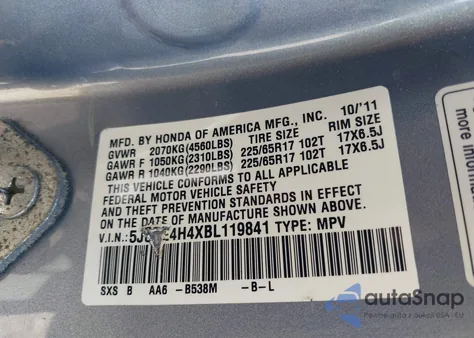 MFD. BY HONDA OF AMERICA MFG., INC. 10/'11
GVWR 2070KG(4560LBS) TIRE SIZE RIM SIZE
GAWR F 1050KG(2310LBS) 225/65R17 102T 17X6.5J
GAWR R 1040KG(2290LBS) 225/65R17 102T 17X6.5J
THIS VEHICLE CONFORMS TO ALL APPLICABLE
FEDERAL MOTOR VEHICLE SAFETY
AND THEFT PREVENTION STANDARDS IN EFFECT ON
THE DATE OF MANUFACTURE SHOWN ABOVE.
V.I.N.: TYPE: MPV
SXS B AA6 -B538M -B-L
more
autaSnap